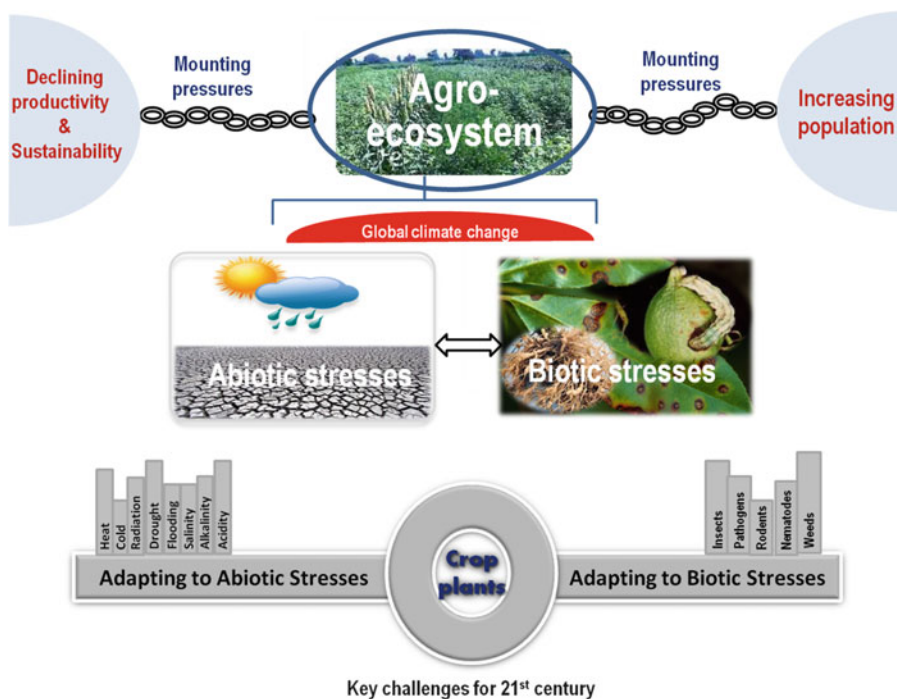 Declining
productivity
&
Sustainability
Mounting
pressures
Agro-
ecosystem
Mounting
pressures
Increasing
population
Global climate change
Abiotic stresses
Biotic stresses
Heat
Cold
Radiation
Drought
Flooding
Salinity
Alkalinity
Acidity
Insects
Pathogens
Rodents
Nematodes
Weeds
Adapting to Abiotic Stresses
Crop
plants
Adapting to Biotic Stresses
Key challenges for 21st century